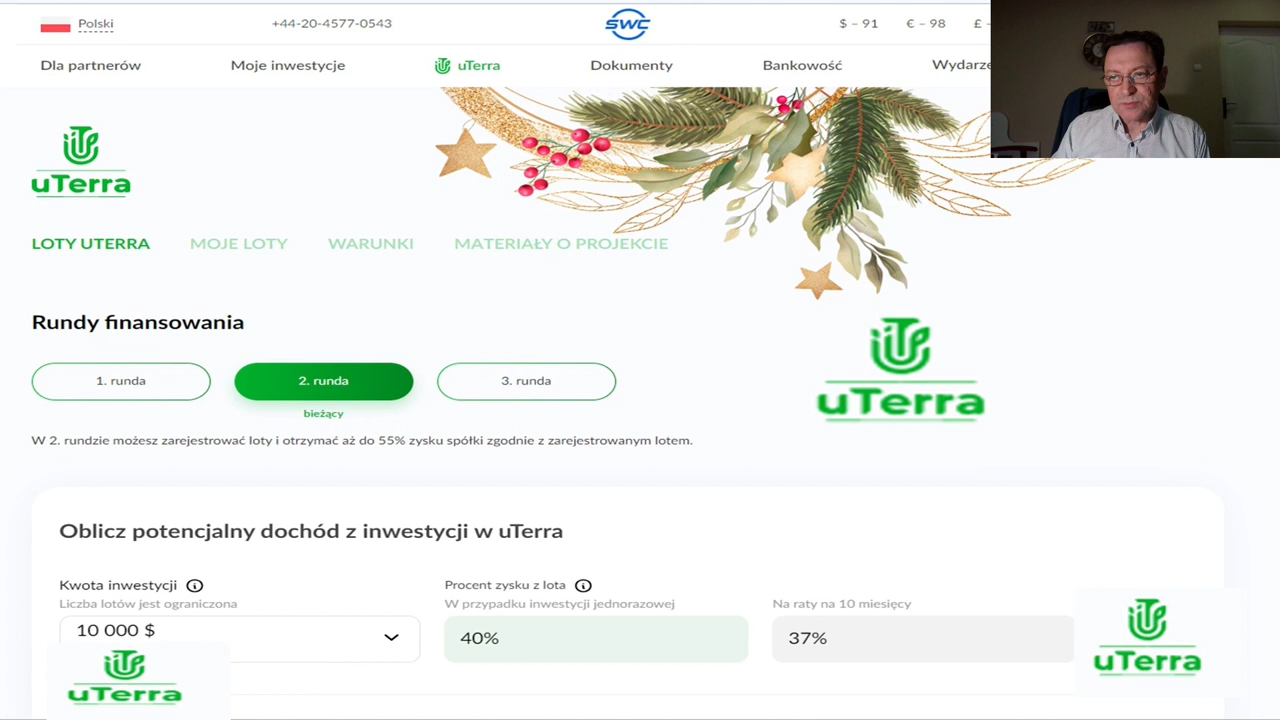 Polski
+44-20-4577-0543
SWC
$ – 91
€ – 98
£ –
Dla partnerów
Moje inwestycje
uTerra
Dokumenty
Bankowość
Wydarze
uTerra
LOTY UTERRA
MOJE LOTY
WARUNKI
MATERIAŁY O PROJEKCIE
Rundy finansowania
1. runda
2. runda
3. runda
bieżący
uTerra
W 2. rundzie możesz zarejestrować loty i otrzymać aż do 55% zysku spółki zgodnie z zarejestrowanym lotem.
Oblicz potencjalny dochód z inwestycji w uTerra
Kwota inwestycji
Liczba lotów jest ograniczona
10 000 $
Procent zysku z lota
W przypadku inwestycji jednorazowej
40%
Na raty na 10 miesięcy
37%
uTerra
uTerra